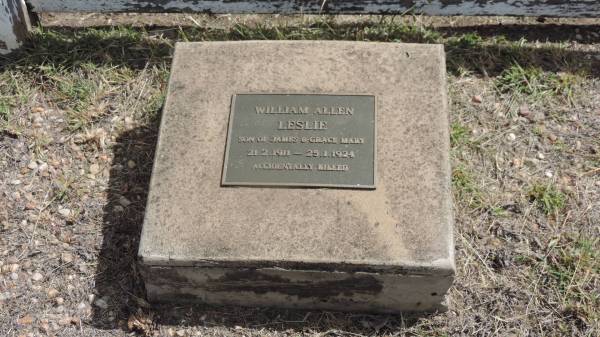 WILLIAM ALLEN
LESLIE
SON OF JAMES & GRACE MARY
21.2.1911 — 25.1.1924
ACCIDENTALLY KILLED